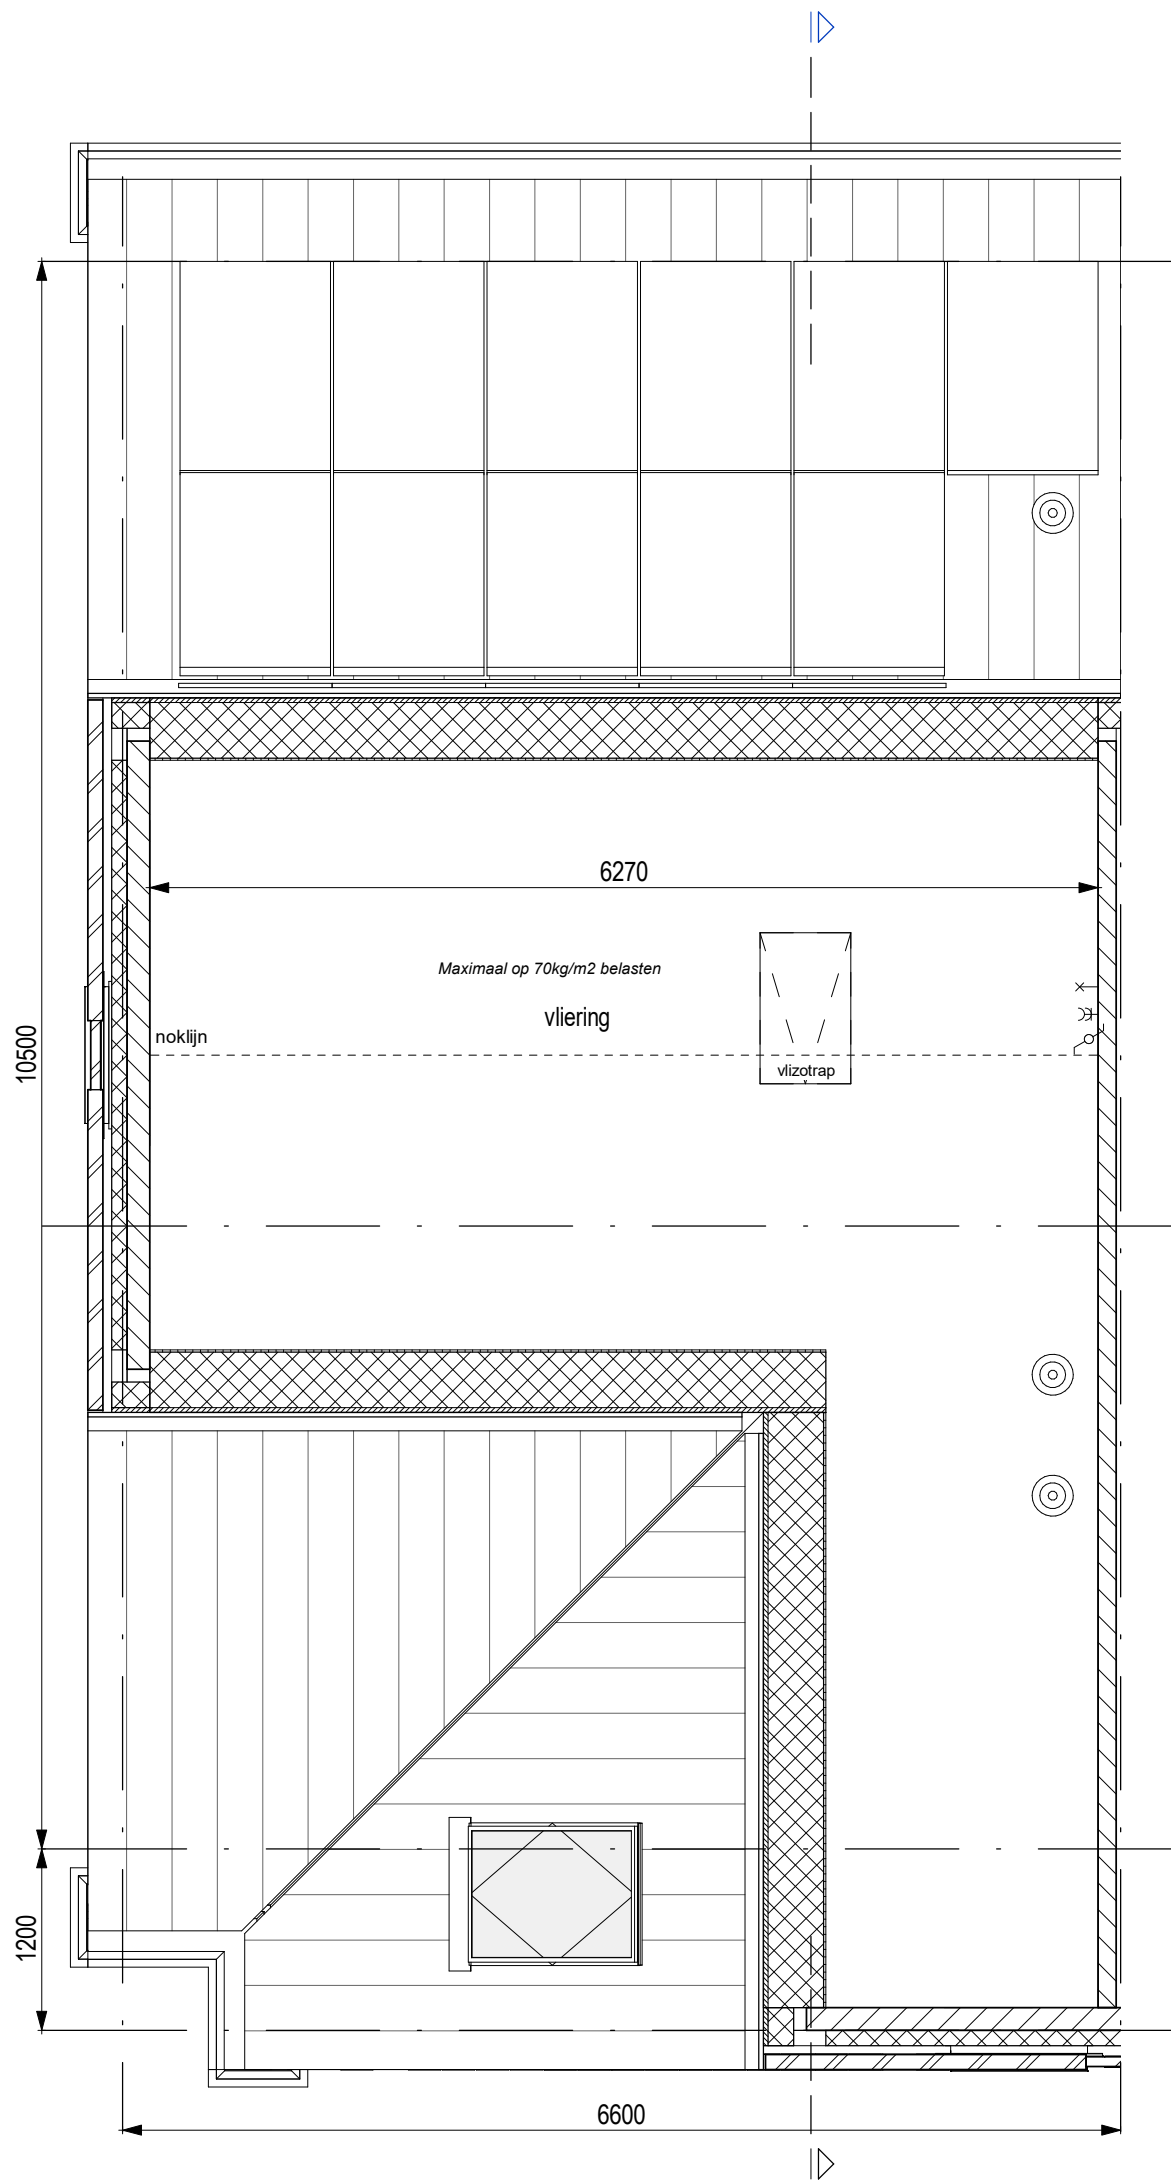 6270
Maximaal op 70kg/m2 belasten
vliering
noklijn
vlizotrap
10500
1200
6600